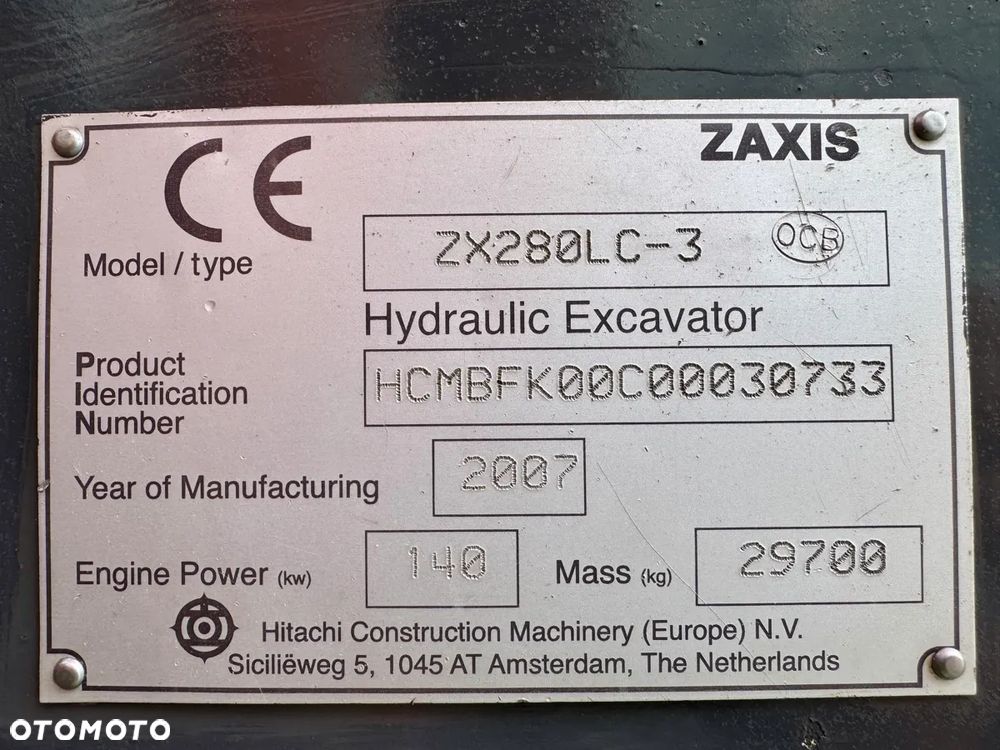 CE
ZAXIS
Model / type
ZX280LC-3
OCB
Hydraulic Excavator
Product
Identification
Number
HCMBFK00C00030733
Year of Manufacturing
2007
Engine Power (kw)
140
Mass (kg)
29700
Hitachi Construction Machinery (Europe) N.V.
Siciliëweg 5, 1045 AT Amsterdam, The Netherlands
OTOMOTO